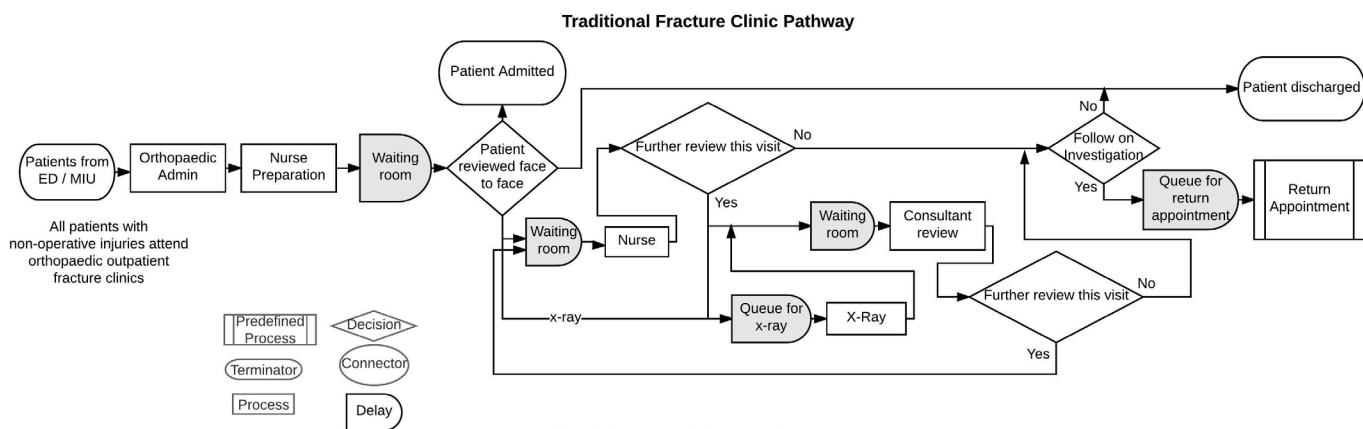 Traditional Fracture Clinic Pathway
Patient Admitted
Patient discharged
Patients from
ED / MIU
Orthopaedic
Admin
Nurse
Preparation
Waiting
room
Patient
reviewed face
to face
Further review this visit
No
Yes
No
Follow on
Investigation
Yes
Queue for
return
appointment
Return
Appointment
All patients with
non-operative injuries attend
orthopaedic outpatient
fracture clinics
Waiting
room
Nurse
Waiting
room
Consultant
review
Further review this visit
No
Yes
x-ray
Queue for
x-ray
X-Ray
Predefined
Process
Decision
Terminator
Connector
Process
Delay